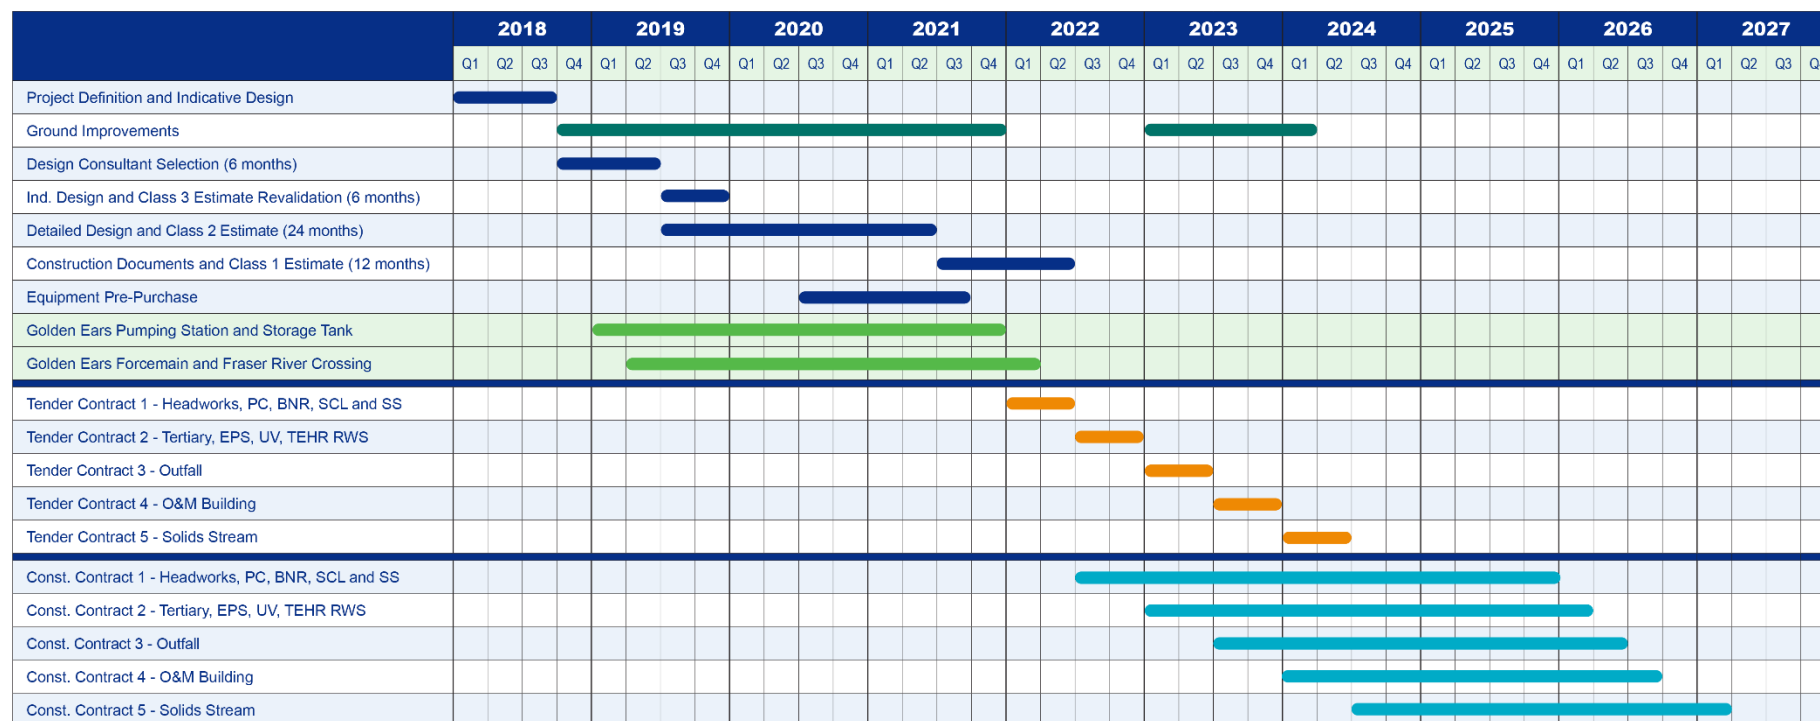 2018 2019 2020 2021 2022 2023 2024 2025 2026 2027
Q1 Q2 Q3 Q4 Q1 Q2 Q3 Q4 Q1 Q2 Q3 Q4 Q1 Q2 Q3 Q4 Q1 Q2 Q3 Q4 Q1 Q2 Q3 Q4 Q1 Q2 Q3 Q4 Q1 Q2 Q3 Q4 Q1 Q2 Q3 Q4 Q1 Q2 Q3
Project Definition and Indicative Design
Ground Improvements
Design Consultant Selection (6 months)
Ind. Design and Class 3 Estimate Revalidation (6 months)
Detailed Design and Class 2 Estimate (24 months)
Construction Documents and Class 1 Estimate (12 months)
Equipment Pre-Purchase
Golden Ears Pumping Station and Storage Tank
Golden Ears Forcemain and Fraser River Crossing
Tender Contract 1 - Headworks, PC, BNR, SCL and SS
Tender Contract 2 - Tertiary, EPS, UV, TEHR RWS
Tender Contract 3 - Outfall
Tender Contract 4 - O&M Building
Tender Contract 5 - Solids Stream
Const. Contract 1 - Headworks, PC, BNR, SCL and SS
Const. Contract 2 - Tertiary, EPS, UV, TEHR RWS
Const. Contract 3 - Outfall
Const. Contract 4 - O&M Building
Const. Contract 5 - Solids Stream